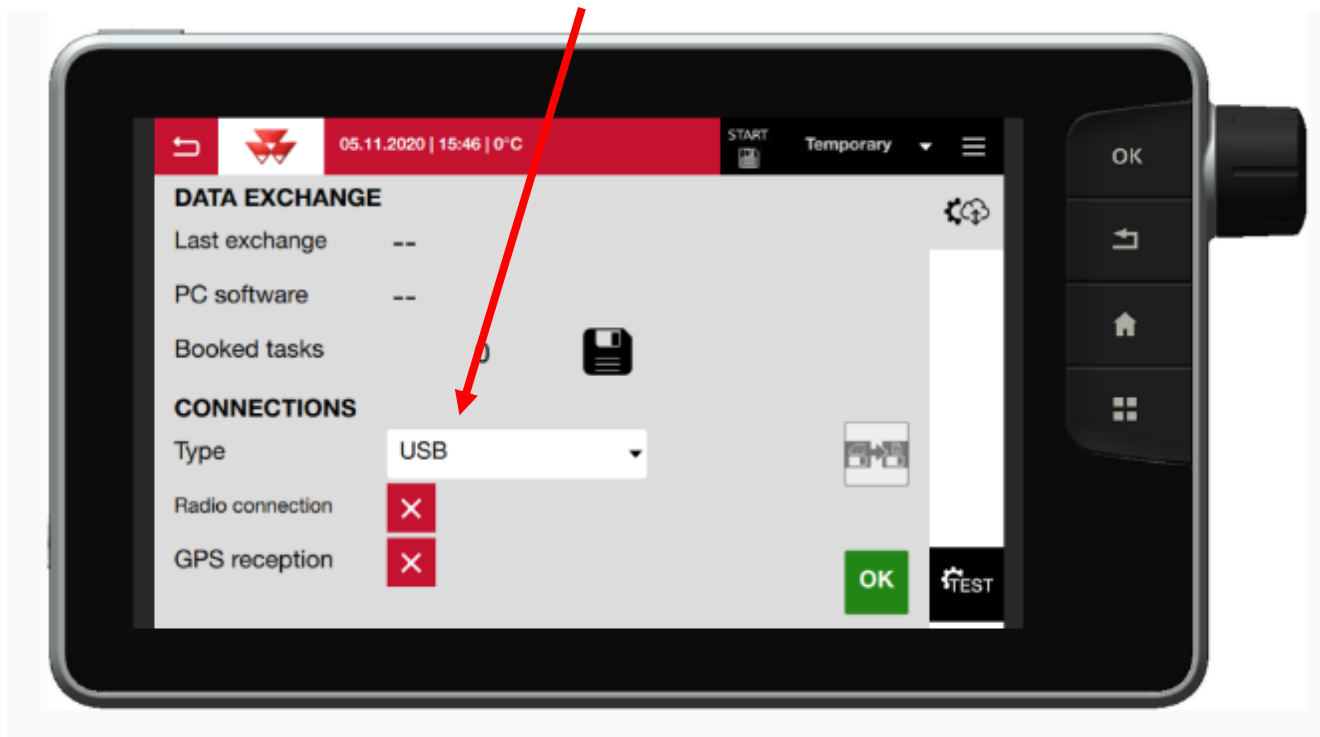 05.11.2020 | 15:46 | 0°C
START
Temporary
DATA EXCHANGE
Last exchange --
PC software --
Booked tasks 0
CONNECTIONS
Type USB
Radio connection
GPS reception
OK
TEST
OK